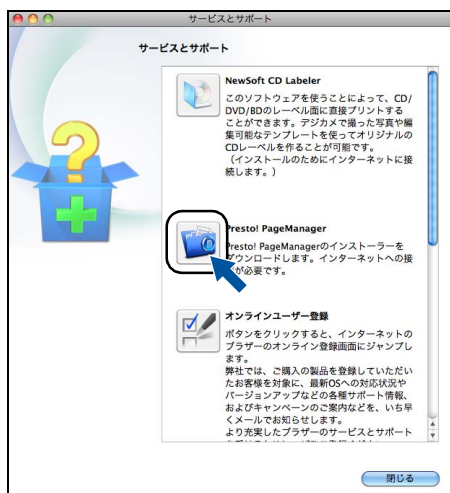 サービスとサポート
サービスとサポート
NewSoft CD Labeler
このソフトウェアを使うことによって、CD/
DVD/BDのレーベル面に直接プリントする
ことができます。デジカメで撮った写真や編
集可能なテンプレートを使ってオリジナルの
CDレーベルを作ることが可能です。
（インストールのためにインターネットに接
続します。）
Presto! PageManager
Presto! PageManagerのインストーラーを
ダウンロードします。インターネットへの接
が必要です。
オンラインユーザー登録
ボタンをクリックすると、インターネットの
ブラザーのオンライン登録画面にジャンプし
ます。
弊社では、ご購入の製品を登録していただい
たお客様を対象に、最新OSへの対応状況や
バージョンアップなどの各種サポート情報、
およびキャンペーンのご案内などを、いち早
くメールでお知らせします。
より充実したブラザーのサービスとサポート
閉じる